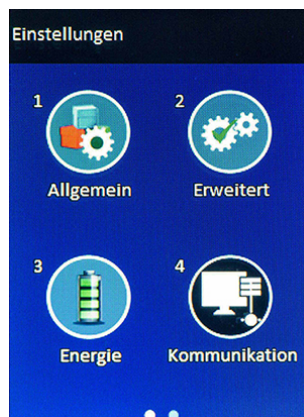 Einstellungen
1
2
Allgemein
Erweitert
3
4
Energie
Kommunikation